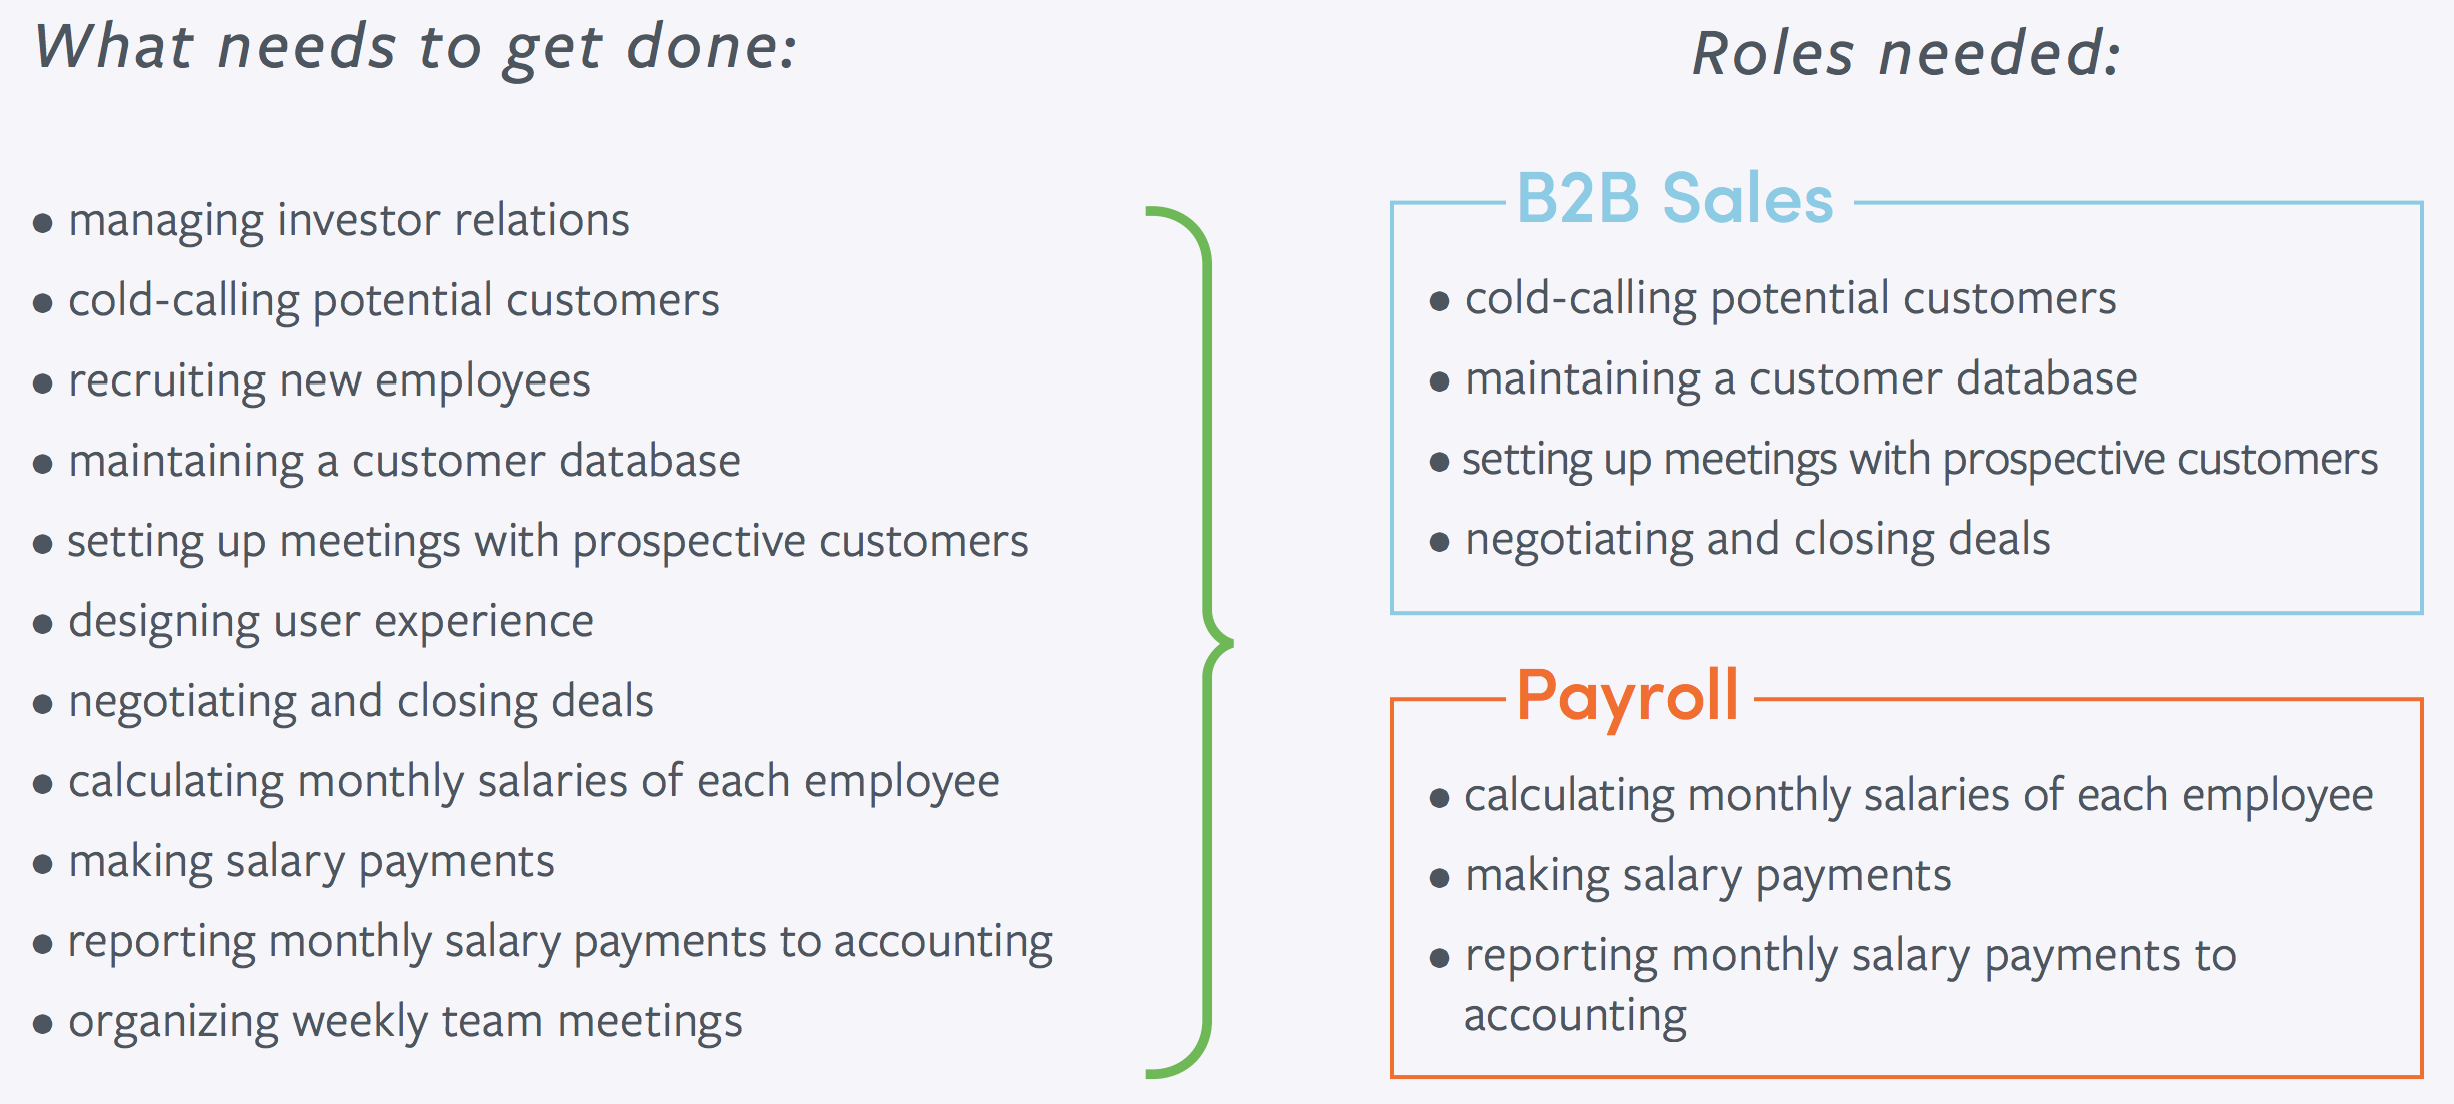 What needs to get done:
● managing investor relations
● cold-calling potential customers
● recruiting new employees
● maintaining a customer database
● setting up meetings with prospective customers
● designing user experience
● negotiating and closing deals
● calculating monthly salaries of each employee
● making salary payments
● reporting monthly salary payments to accounting
● organizing weekly team meetings
Roles needed:
B2B Sales
● cold-calling potential customers
● maintaining a customer database
● setting up meetings with prospective customers
● negotiating and closing deals
Payroll
● calculating monthly salaries of each employee
● making salary payments
● reporting monthly salary payments to
accounting